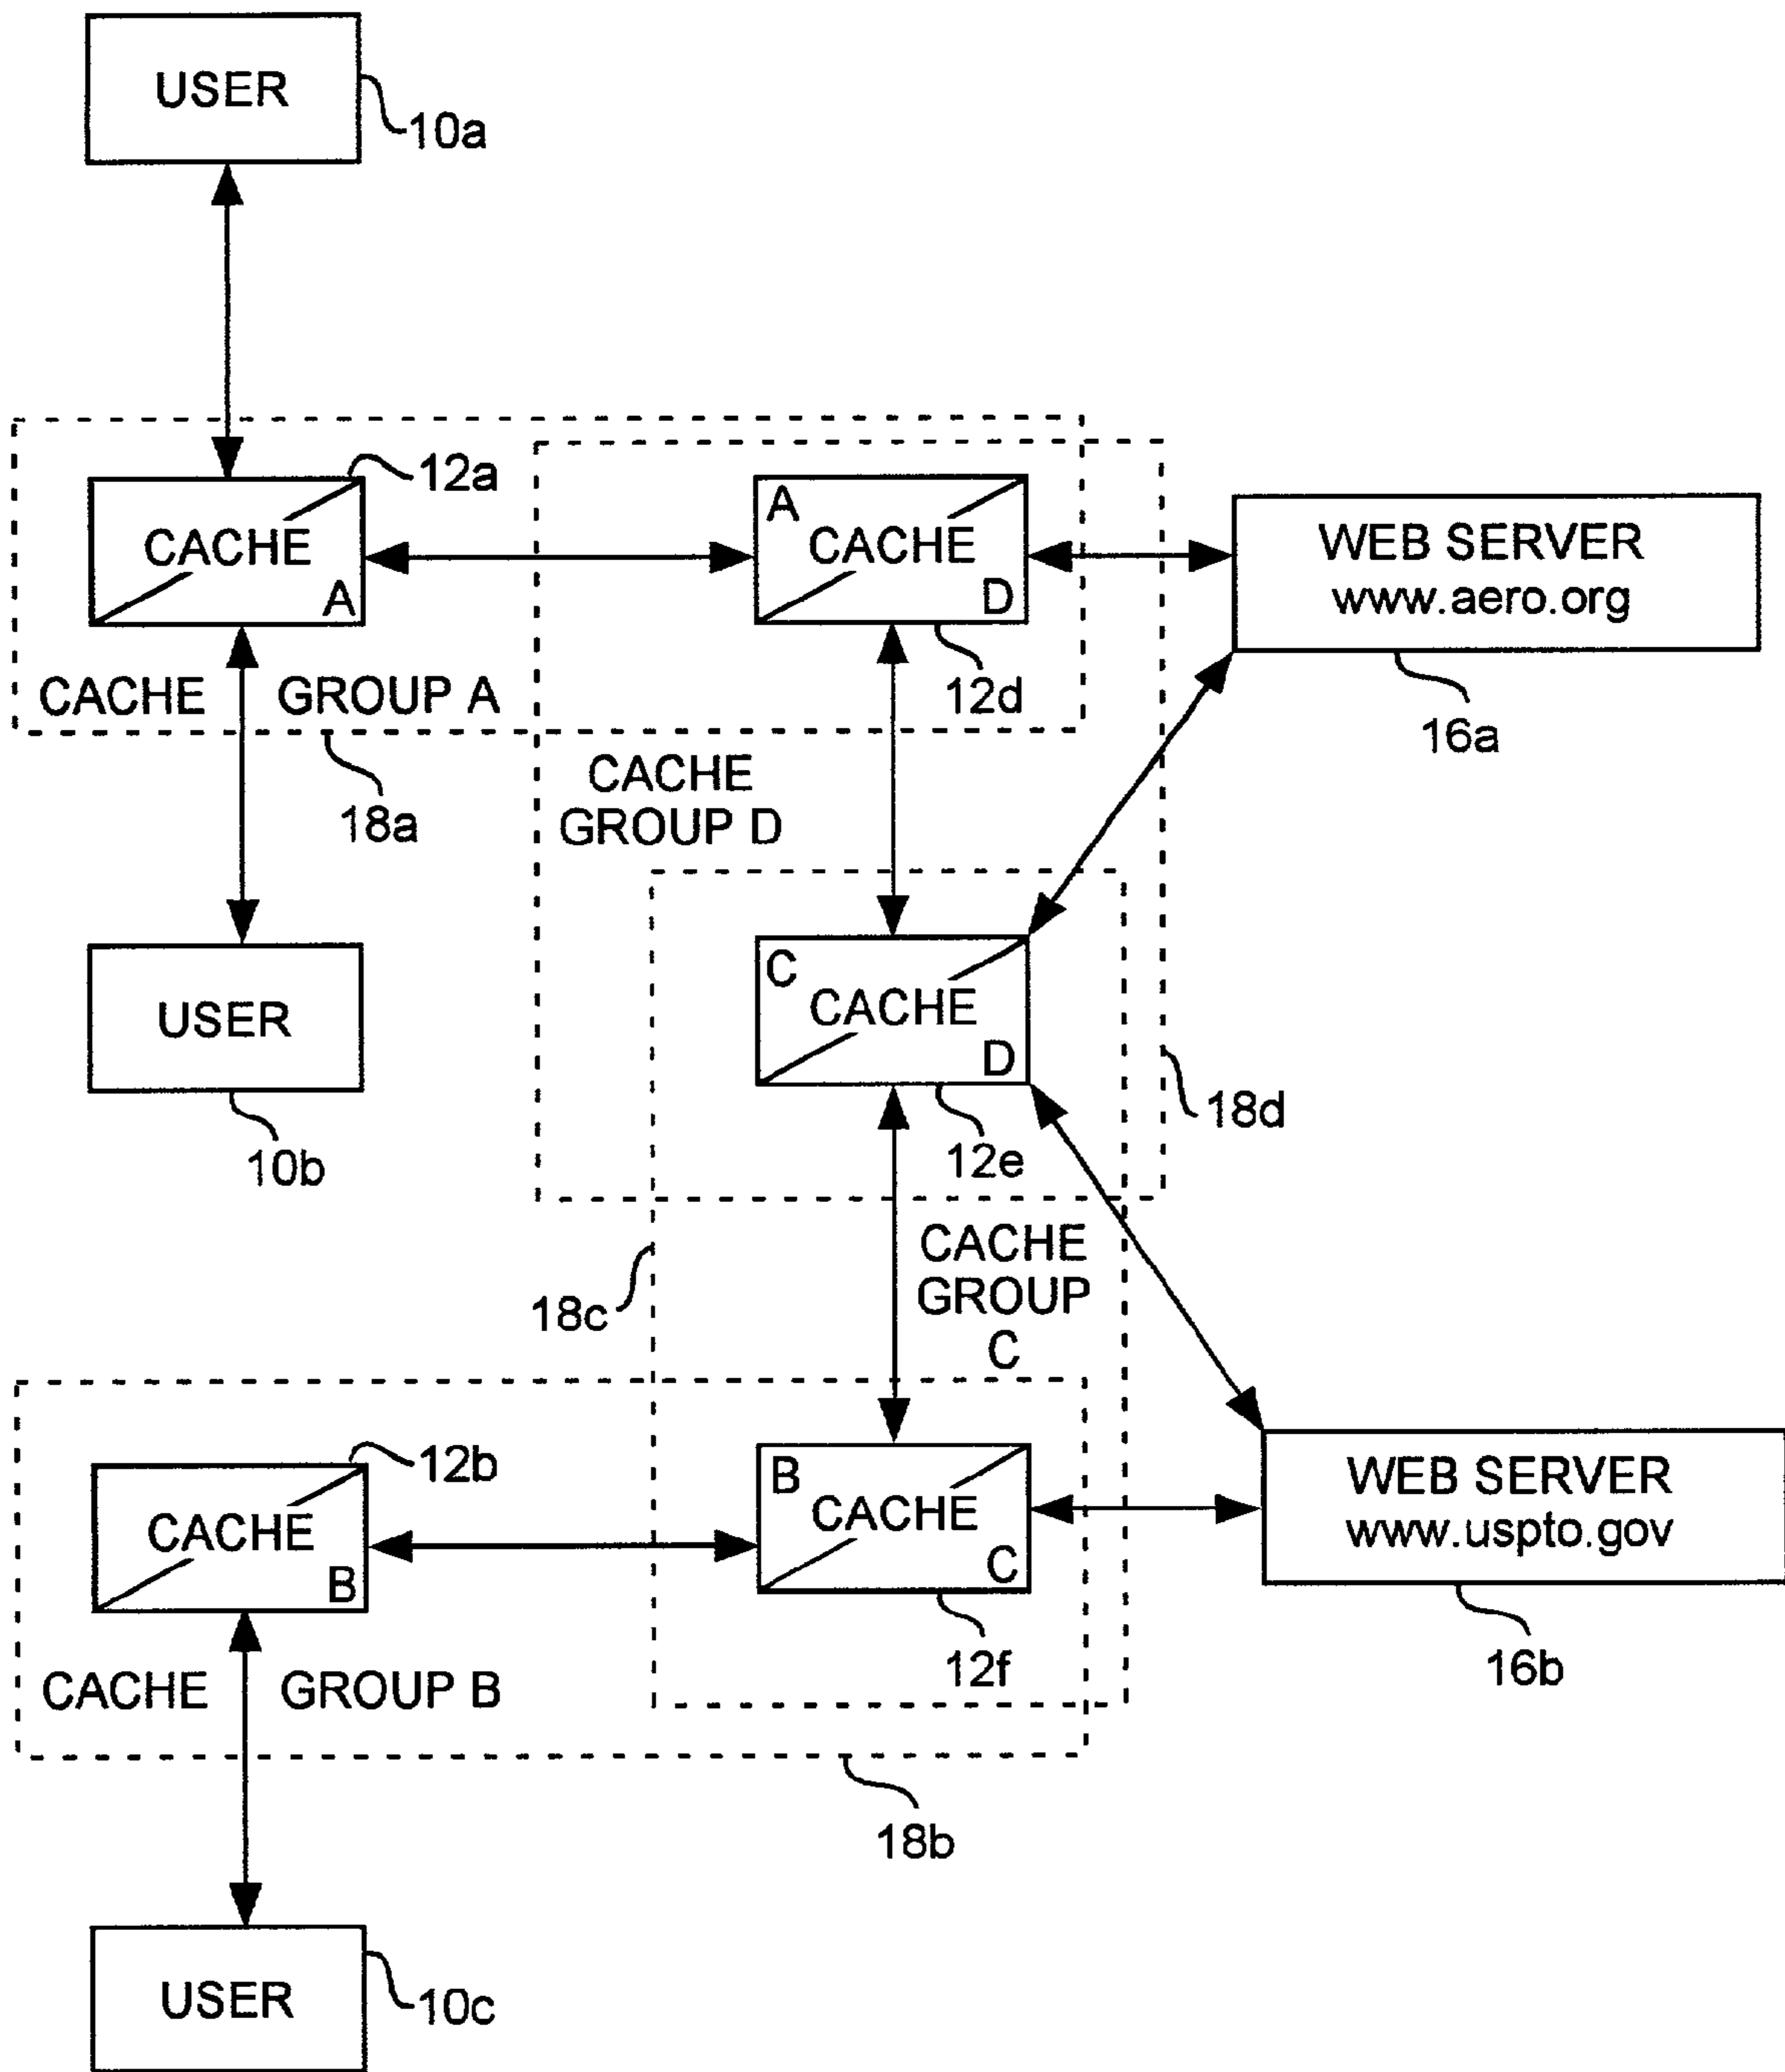 USER
10a
12a
CACHE
A
A
CACHE
D
12d
WEB SERVER
www.aero.org
16a
CACHE GROUP A
18a
CACHE
GROUP D
USER
10b
C
CACHE
D
12e
18d
CACHE
GROUP
C
18c
12b
CACHE
B
B
CACHE
C
12f
WEB SERVER
www.uspto.gov
16b
CACHE GROUP B
18b
USER
10c